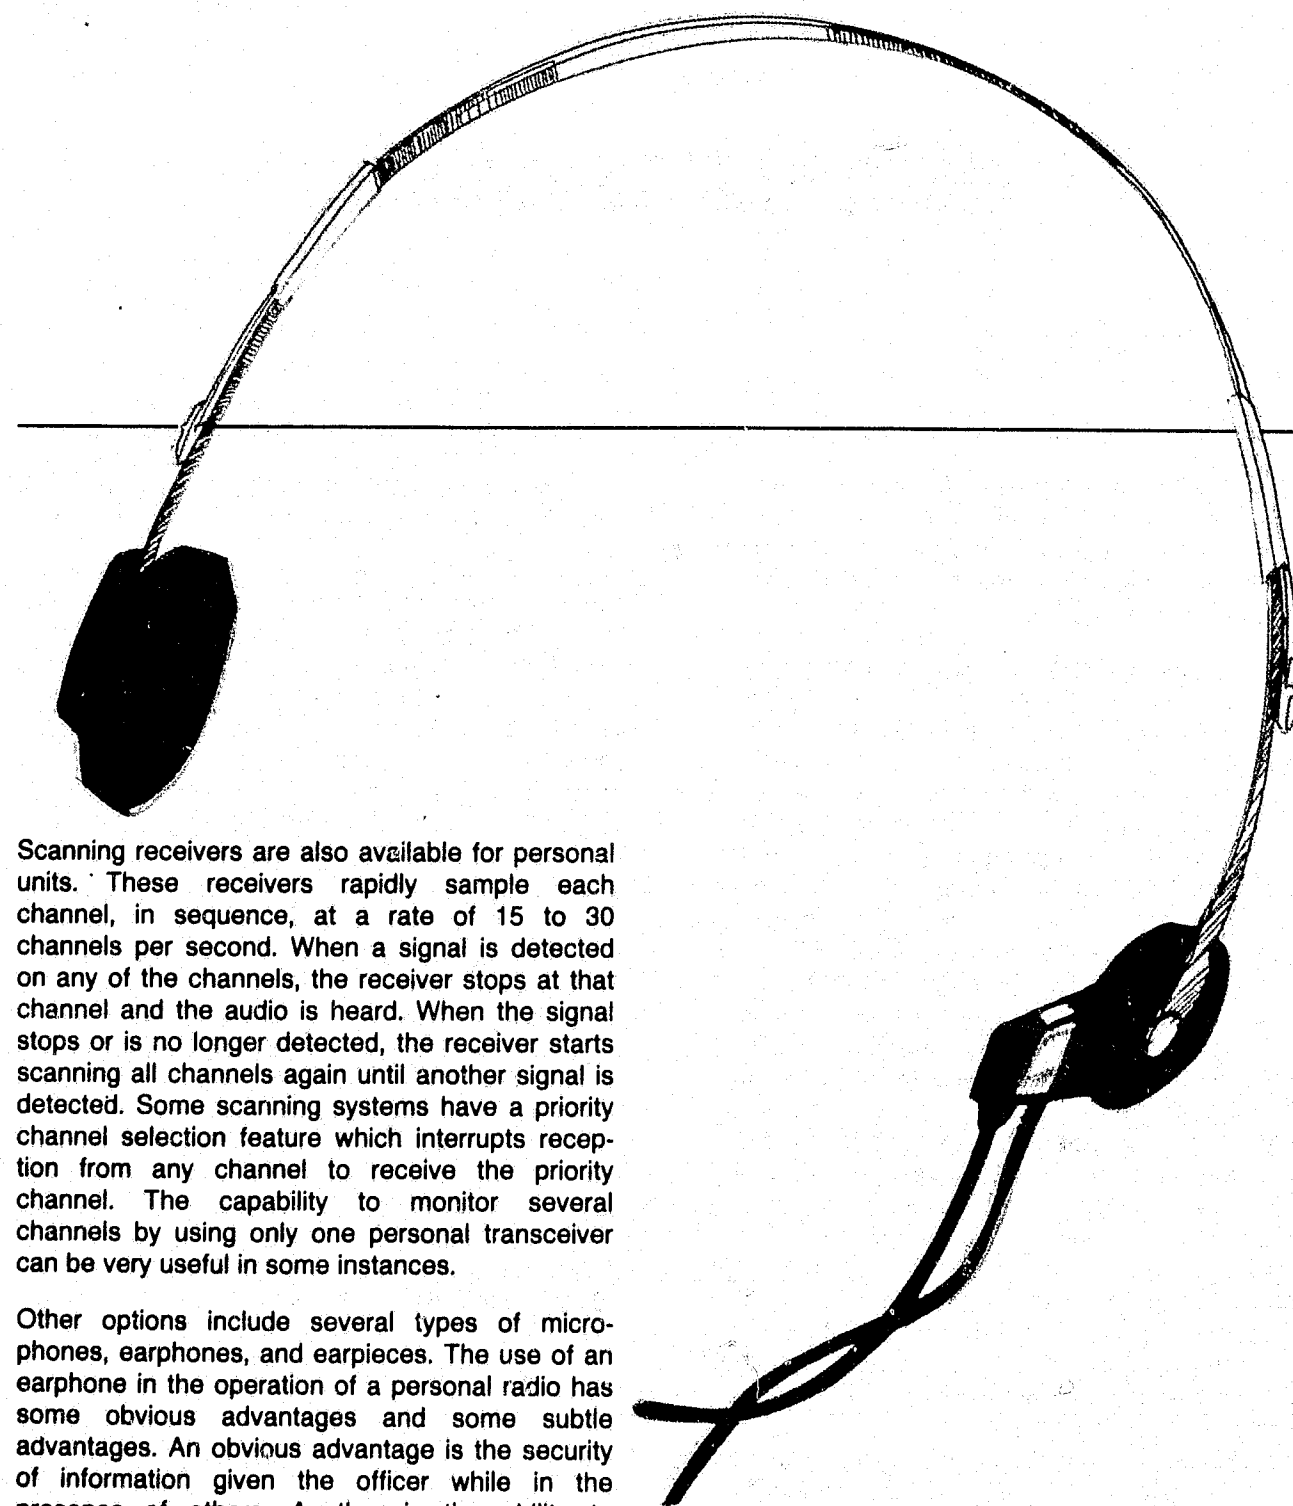 Scanning receivers are also available for personal
units. These receivers rapidly sample each
channel, in sequence, at a rate of 15 to 30
channels per second. When a signal is detected
on any of the channels, the receiver stops at that
channel and the audio is heard. When the signal
stops or is no longer detected, the receiver starts
scanning all channels again until another signal is
detected. Some scanning systems have a priority
channel selection feature which interrupts recep-
tion from any channel to receive the priority
channel. The capability to monitor several
channels by using only one personal transceiver
can be very useful in some instances.
Other options include several types of micro-
phones, earphones, and earpieces. The use of an
earphone in the operation of a personal radio has
some obvious advantages and some subtle
advantages. An obvious advantage is the security
of information given the officer while in the